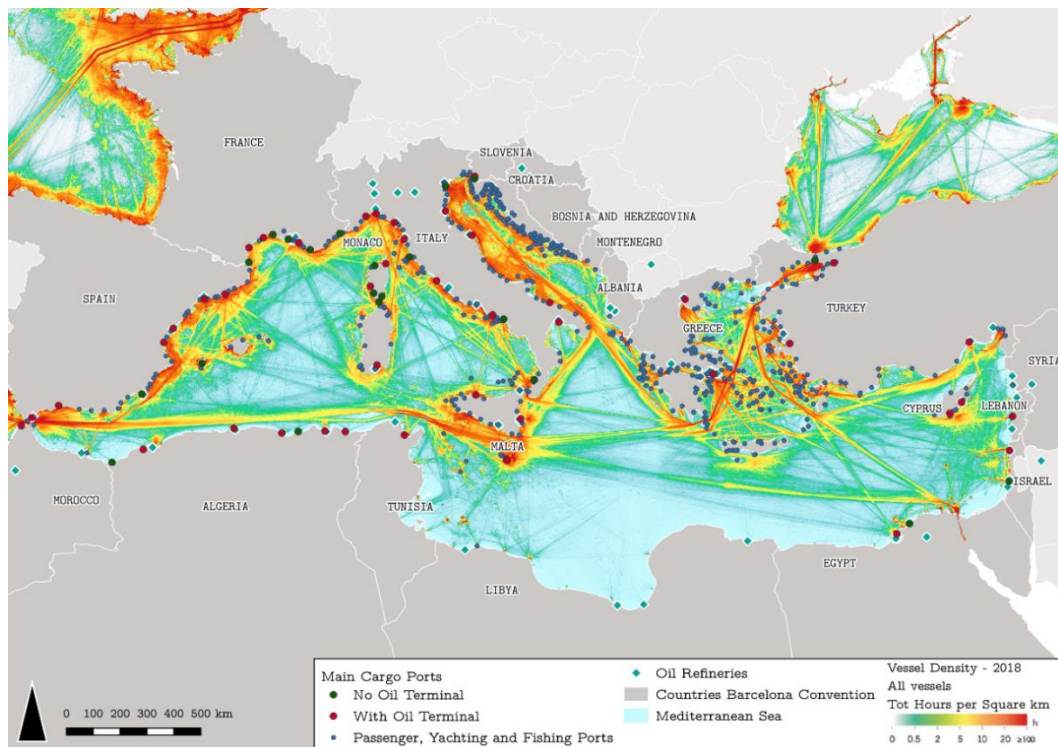 FRANCE
SLOVENIA
CROATIA
BOSNIA AND HERZEGOVINA
MONACO
ITALY
MONTENEGRO
SPAIN
ALBANIA
GREECE
TURKEY
SYRIA
CYPRUS
LEBANON
MALTA
ISRAEL
MOROCCO
ALGERIA
TUNISIA
EGYPT
LIBYA
0 100 200 300 400 500 km
Main Cargo Ports
No Oil Terminal
With Oil Terminal
Passenger, Yachting and Fishing Ports
Oil Refineries
Countries Barcelona Convention
Mediterranean Sea
Vessel Density - 2018
All vessels
Tot Hours per Square km
h
0 0.5 2 5 10 20 ≥100